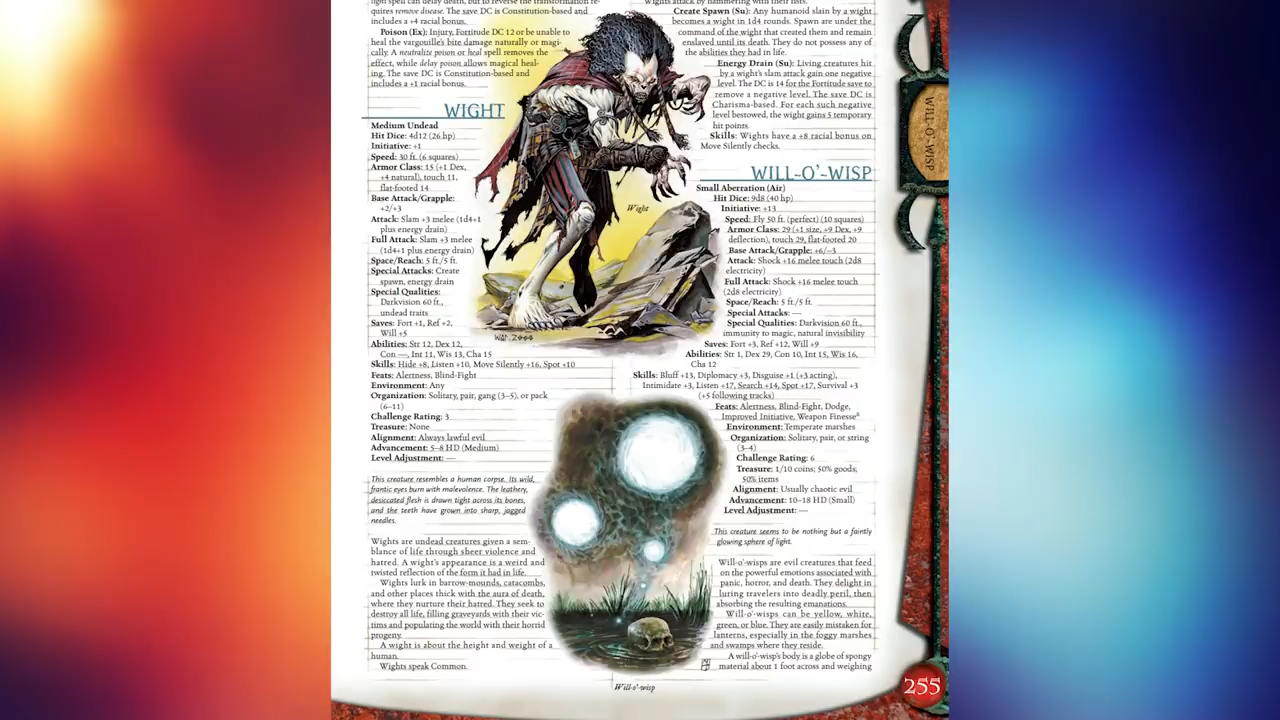 fight spell can delay death, but to reverse the transformation re-
quires remove disease. The save DC is Constitution-based and
includes a +4 racial bonus.
Poison (Ex): Injury, Fortitude DC 12 or be unable to
heal the vargouille's bite damage naturally or magi-
cally. A neutralize poison or heal spell removes the
effect, while delay poison allows magical heal-
ing. The save DC is Constitution-based and
includes a +1 racial bonus.
WIGHT
Medium Undead
Hit Dice: 4d12 (26 hp)
Initiative: +1
Speed: 30 ft. (6 squares)
Armor Class: 15 (+1 Dex,
+4 natural), touch 11,
flat-footed 14
Base Attack/Grapple:
+2/+3
Attack: Slam +3 melee (1d4+1
plus energy drain)
Full Attack: Slam +3 melee
(1d4+1 plus energy drain)
Space/Reach: 5 ft./5 ft.
Special Attacks: Create
spawn, energy drain
Special Qualities:
Darkvision 60 ft.,
undead traits
Saves: Fort +1, Ref +2,
Will +5
Abilities: Str 12, Dex 12,
Con —, Int 11, Wis 13, Cha 15
Skills: Hide +8, Listen +10, Move Silently +16, Spot +10
Feats: Alertness, Blind-Fight
Environment: Any
Organization: Solitary, pair, gang (3–5), or pack
(6–11)
Challenge Rating: 3
Treasure: None
Alignment: Always lawful evil
Advancement: 5–8 HD (Medium)
Level Adjustment: —
This creature resembles a human corpse. Its wild,
frantic eyes burn with malevolence. The leathery,
desiccated flesh is drawn tight across its bones,
and the teeth have grown into sharp, jagged
needles.
Wights are undead creatures given a sem-
blance of life through sheer violence and
hatred. A wight's appearance is a weird and
twisted reflection of the form it had in life.
Wights lurk in barrow-mounds, catacombs,
and other places thick with the aura of death,
where they nurture their hatred. They seek to
destroy all life, filling graveyards with their vic-
tims and populating the world with their horrid
progeny.
A wight is about the height and weight of a
human.
Wights speak Common.
Wight
wights attack by hammering with their fists.
Create Spawn (Su): Any humanoid slain by a wight
becomes a wight in 1d4 rounds. Spawn are under the
command of the wight that created them and remain
enslaved until its death. They do not possess any of
the abilities they had in life.
Energy Drain (Su): Living creatures hit
by a wight's slam attack gain one negative
level. The DC is 14 for the Fortitude save to
remove a negative level. The save DC is
Charisma-based. For each such negative
level bestowed, the wight gains 5 temporary
hit points.
Skills: Wights have a +8 racial bonus on
Move Silently checks.
WILL-O'-WISP
Small Aberration (Air)
Hit Dice: 9d8 (40 hp)
Initiative: +13
Speed: Fly 50 ft. (perfect) (10 squares)
Armor Class: 29 (+1 size, +9 Dex, +9
deflection), touch 29, flat-footed 20
Base Attack/Grapple: +6/–3
Attack: Shock +16 melee touch (2d8
electricity)
Full Attack: Shock +16 melee touch
(2d8 electricity)
Space/Reach: 5 ft./5 ft.
Special Attacks: —
Special Qualities: Darkvision 60 ft.,
immunity to magic, natural invisibility
Saves: Fort +3, Ref +12, Will +9
Abilities: Str 1, Dex 29, Con 10, Int 15, Wis 16,
Cha 12
Skills: Bluff +13, Diplomacy +3, Disguise +1 (+3 acting),
Intimidate +3, Listen +17, Search +14, Spot +17, Survival +3
(+5 following tracks)
Feats: Alertness, Blind-Fight, Dodge,
Improved Initiative, Weapon Finesse
Environment: Temperate marshes
Organization: Solitary, pair, or string
(3–4)
Challenge Rating: 6
Treasure: 1/10 coins; 50% goods;
50% items
Alignment: Usually chaotic evil
Advancement: 10–18 HD (Small)
Level Adjustment: —
This creature seems to be nothing but a faintly
glowing sphere of light.
Will-o'-wisps are evil creatures that feed
on the powerful emotions associated with
panic, horror, and death. They delight in
luring travelers into deadly peril, then
absorbing the resulting emanations.
Will-o'-wisps can be yellow, white,
green, or blue. They are easily mistaken for
lanterns, especially in the foggy marshes
and swamps where they reside.
A will-o'-wisp's body is a globe of spongy
material about 1 foot across and weighing
Will-o'-wisp
WILL-O'-WISP
255